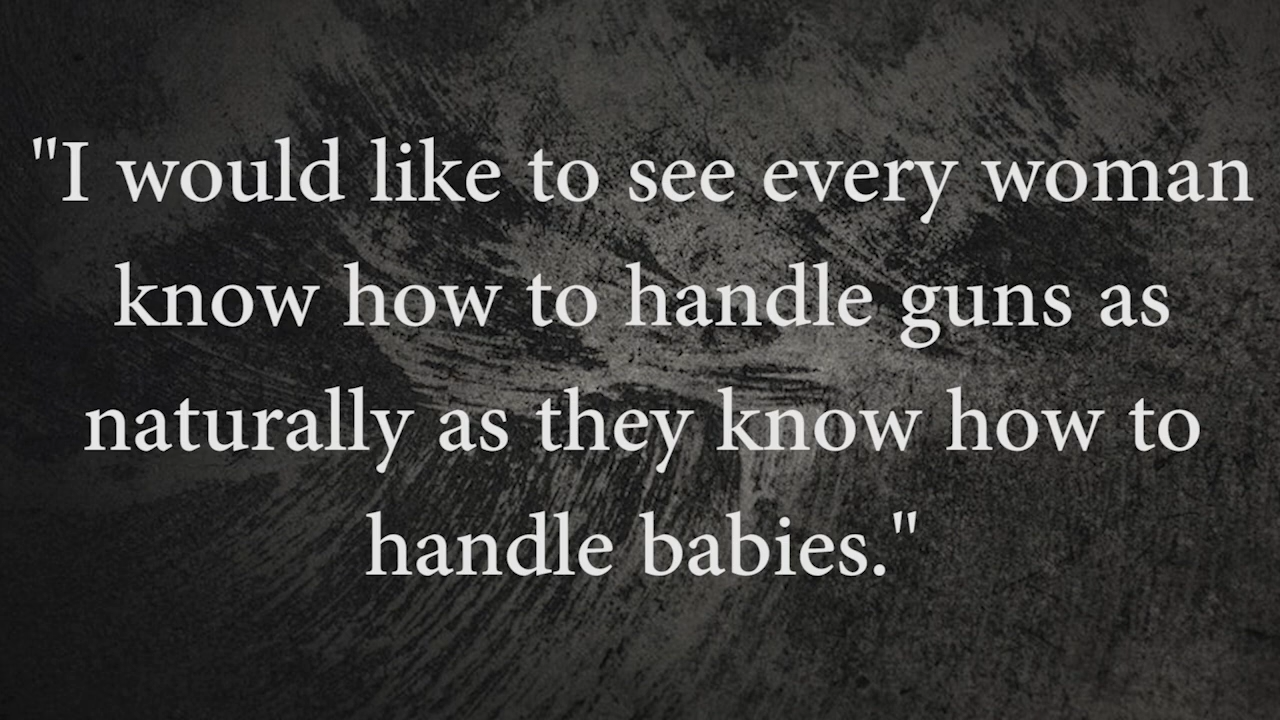 "I would like to see every woman
know how to handle guns as
naturally as they know how to
handle babies."